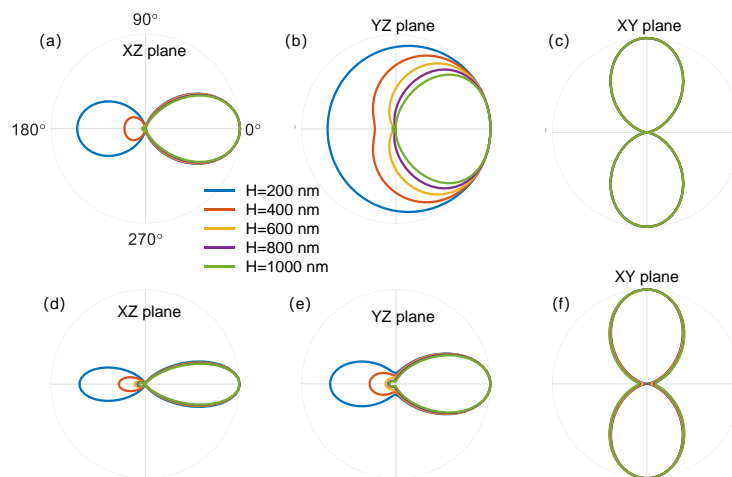 90°
(a)
XZ plane
(b)
YZ plane
(c)
XY plane
180°
0°
H=200 nm
H=400 nm
H=600 nm
H=800 nm
H=1000 nm
270°
(d)
XZ plane
(e)
YZ plane
(f)
XY plane